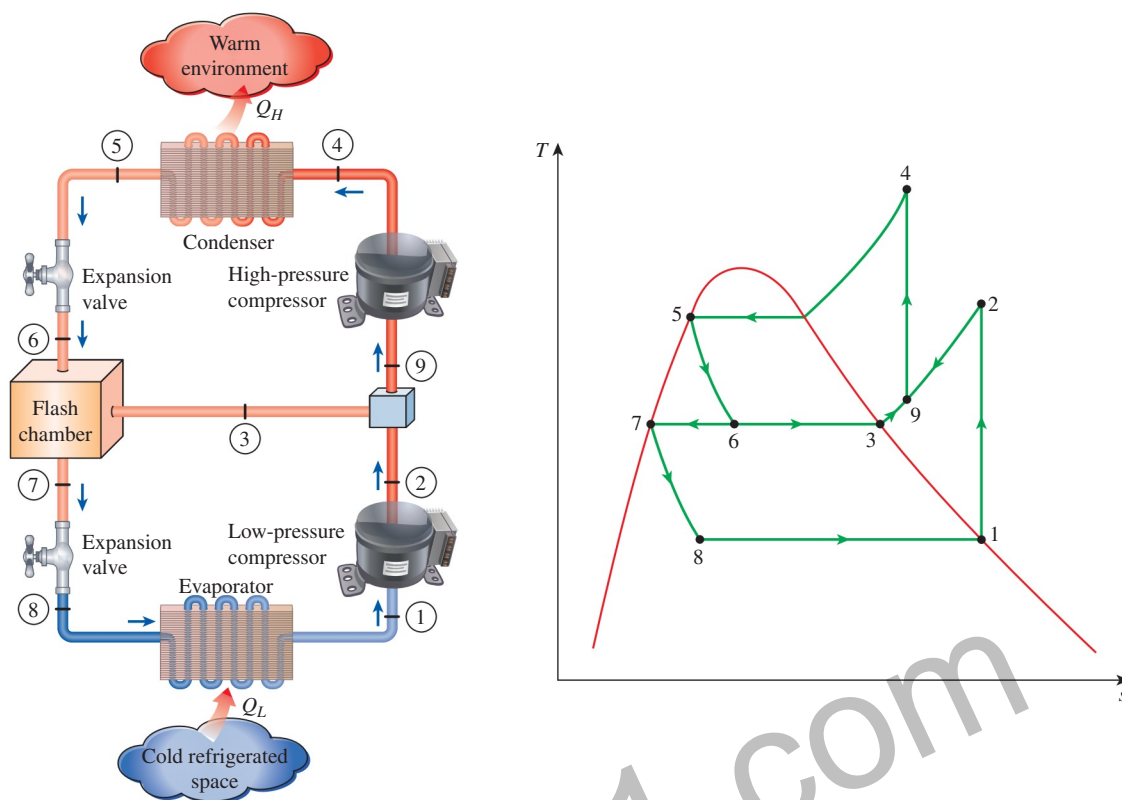 Warm
environment
Q_H
5
4
Condenser
Expansion
valve
High-pressure
compressor
6
9
Flash
chamber
3
7
2
Expansion
valve
Low-pressure
compressor
Evaporator
8
1
Q_L
Cold refrigerated
space
T
4
5
2
9
7
6
3
8
1
s
.com